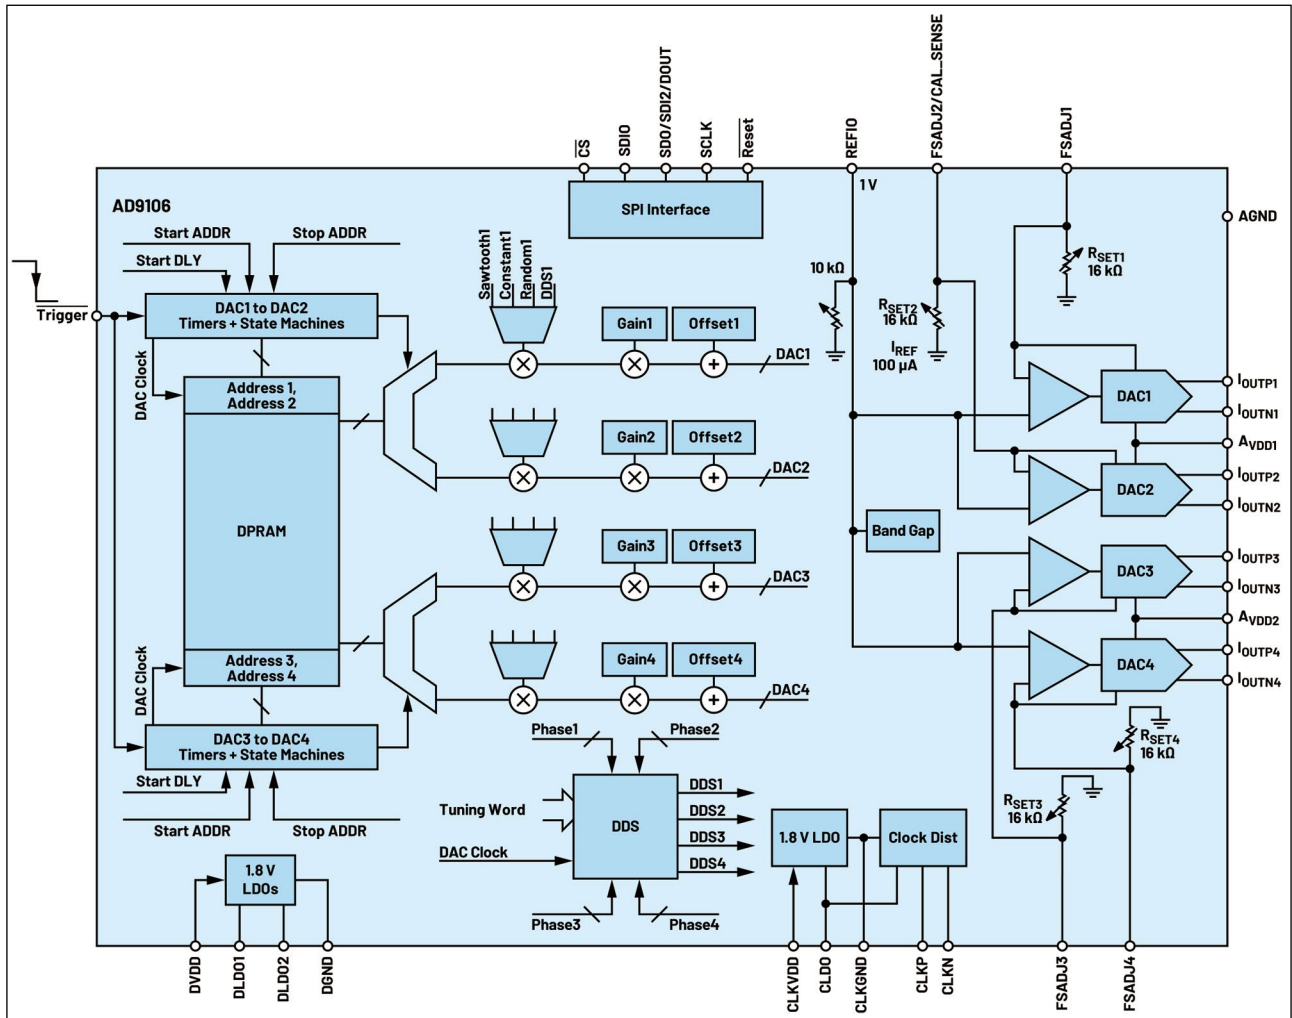 CS
SDIO
SDO/SDI2/DOUT
SCLK
Reset
REFIO
FSADJ2/CAL_SENSE
FSADJ1
1 V
SPI Interface
AD9106
AGND
Start ADDR
Stop ADDR
Start DLY
Trigger
DAC1 to DAC2
Timers + State Machines
DAC Clock
Address 1,
Address 2
DPRAM
Address 3,
Address 4
DAC Clock
DAC3 to DAC4
Timers + State Machines
Start DLY
Start ADDR
Stop ADDR
Sawtooth1
Constant1
Random1
DDS1
Gain1
Offset1
DAC1
Gain2
Offset2
DAC2
Gain3
Offset3
DAC3
Gain4
Offset4
DAC4
10 kΩ
RSET2
16 kΩ
IREF
100 µA
RSET1
16 kΩ
Band Gap
DAC1
DAC2
DAC3
DAC4
IOUTP1
IOUTN1
AVDD1
IOUTP2
IOUTN2
IOUTP3
IOUTN3
AVDD2
IOUTP4
IOUTN4
RSET4
16 kΩ
RSET3
16 kΩ
Phase1
Phase2
Tuning Word
DAC Clock
DDS
DDS1
DDS2
DDS3
DDS4
Phase3
Phase4
1.8 V
LDOs
1.8 V LDO
Clock Dist
DVDD
DLDO1
DLDO2
DGND
CLKVDD
CLDO
CLKGND
CLKP
CLKN
FSADJ3
FSADJ4